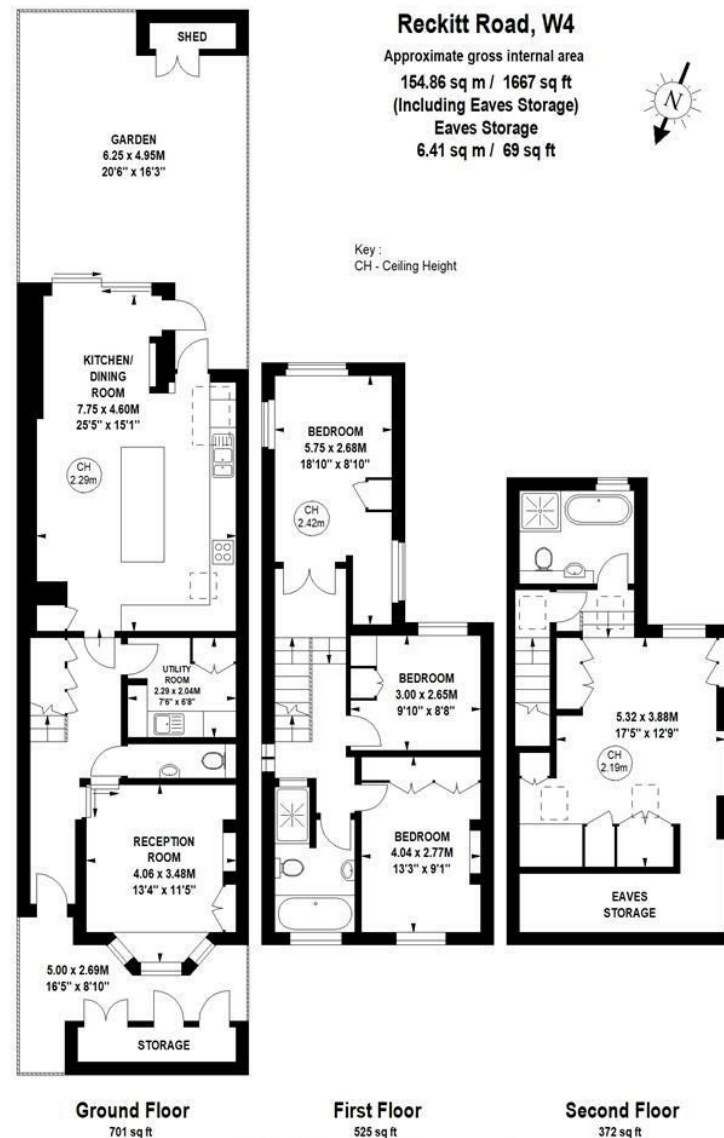 Reckitt Road, W4
Approximate gross internal area
154.86 sq m / 1667 sq ft
(Including Eaves Storage)
Eaves Storage
6.41 sq m / 69 sq ft
N
Key :
CH - Ceiling Height
SHED
GARDEN
6.25 x 4.95M
20'6" x 16'3"
KITCHEN/
DINING
ROOM
7.75 x 4.60M
25'5" x 15'1"
CH
2.29m
UTILITY
ROOM
2.29 x 2.04M
7'6" x 6'8"
RECEPTION
ROOM
4.06 x 3.48M
13'4" x 11'5"
5.00 x 2.69M
16'5" x 8'10"
STORAGE
Ground Floor
701 sq ft
BEDROOM
5.75 x 2.68M
18'10" x 8'10"
CH
2.42m
BEDROOM
3.00 x 2.65M
9'10" x 8'8"
BEDROOM
4.04 x 2.77M
13'3" x 9'1"
First Floor
525 sq ft
5.32 x 3.88M
17'5" x 12'9"
CH
2.19m
EAVES
STORAGE
Second Floor
372 sq ft